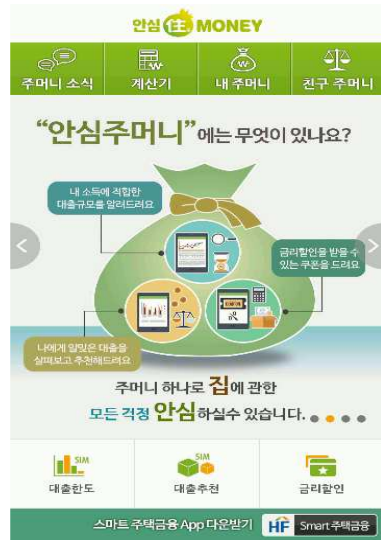 안심 住 MONEY
주머니 소식 계산기 내 주머니 친구 주머니
“안심주머니”에는 무엇이 있나요?
내 소득에 적합한
대출규모를 알려드려요
금리할인을 받을 수
있는 쿠폰을 드려요
COUPON
나에게 알맞은 대출을
살펴보고 추천해드려요
주머니 하나로 집에 관한
모든 걱정 안심하실수 있습니다.
SIM SIM
대출한도 대출추천 금리할인
스마트 주택금융 App 다운받기 HF Smart 주택금융